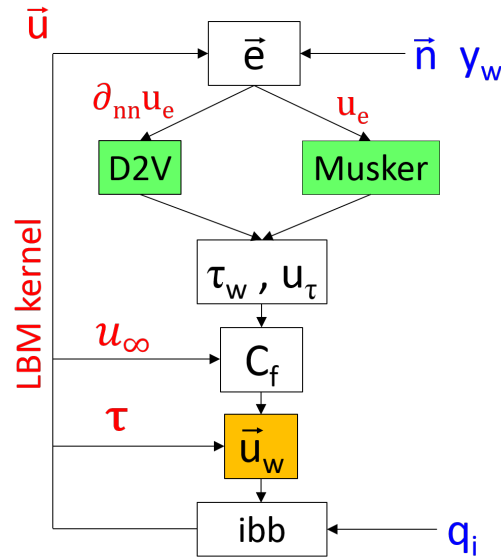 u⃗
e⃗
n⃗ y_w
∂_nn u_e
u_e
D2V
Musker
τ_w , u_τ
LBM kernel
u_∞
C_f
τ
u⃗_w
ibb
q_i